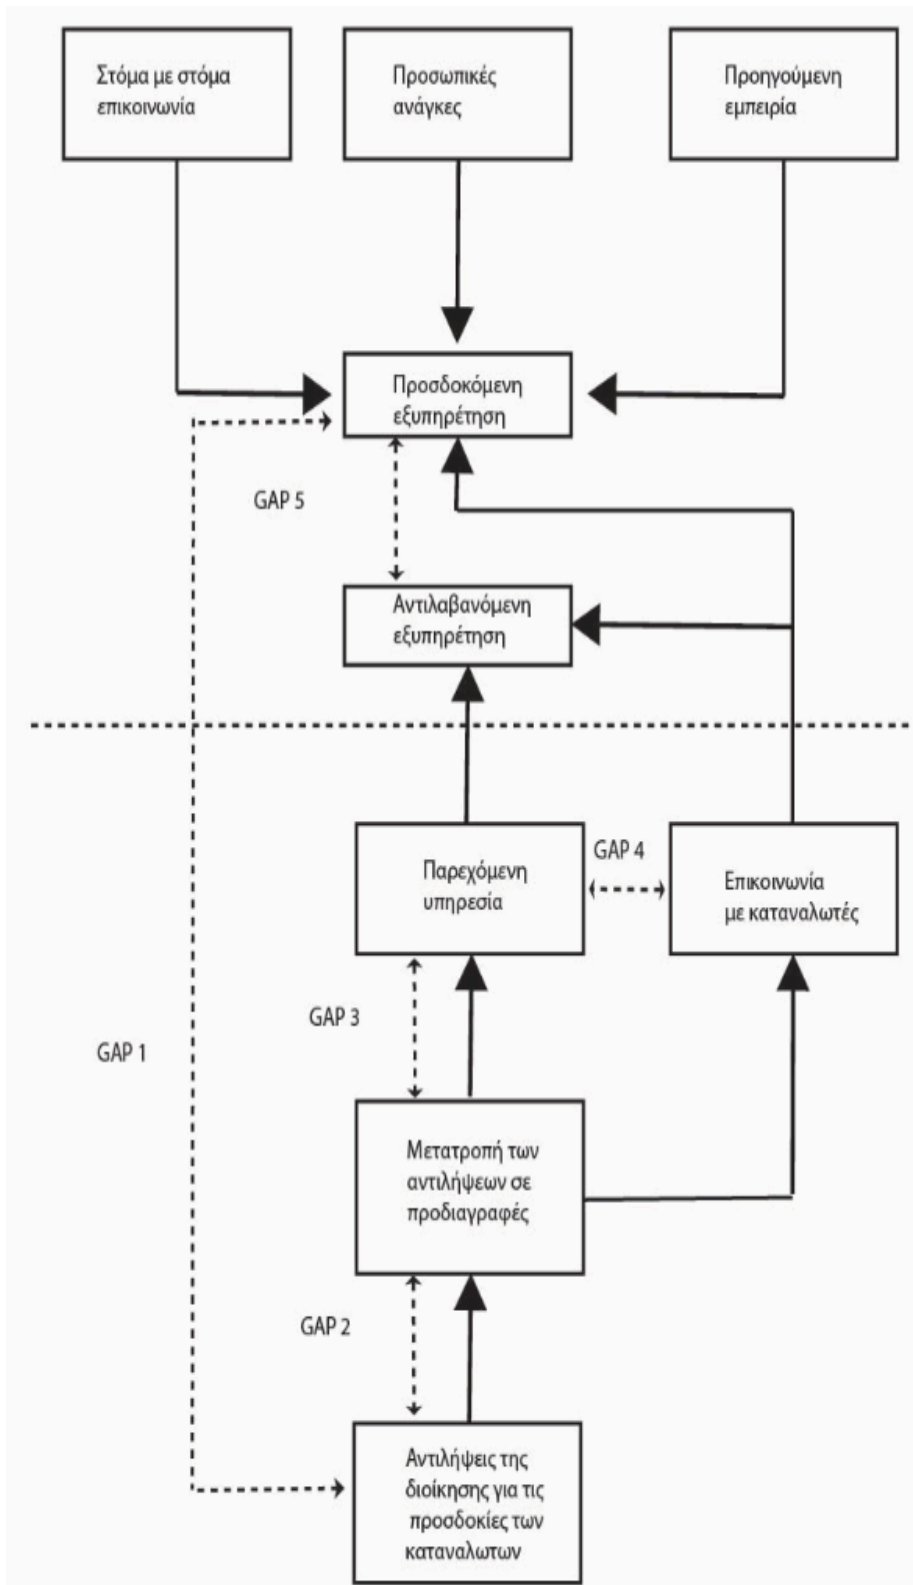 Στόμα με στόμα
επικοινωνία
Προσωπικές
ανάγκες
Προηγούμενη
εμπειρία
Προσδοκόμενη
εξυπηρέτηση
GAP 5
Αντιλαβανόμενη
εξυπηρέτηση
Παρεχόμενη
υπηρεσία
GAP 4
Επικοινωνία
με καταναλωτές
GAP 3
GAP 1
Μετατροπή των
αντιλήψεων σε
προδιαγραφές
GAP 2
Αντιλήψεις της
διοίκησης για τις
προσδοκίες των
καταναλωτων